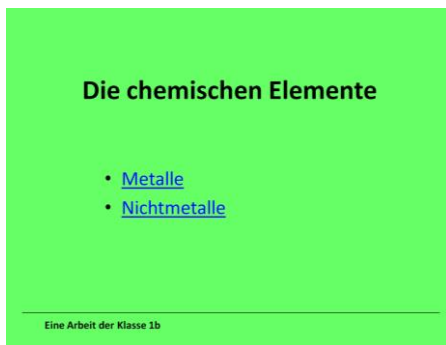 Die chemischen Elemente
• Metalle
• Nichtmetalle
Eine Arbeit der Klasse 1b